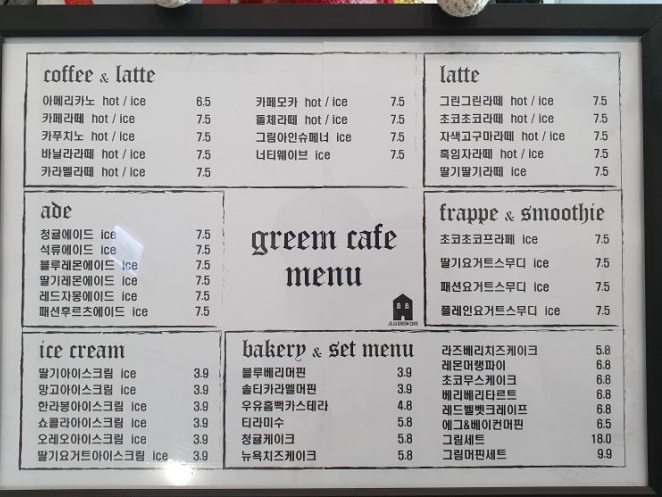 coffee & latte
아메리카노 hot / ice 6.5
카페라떼 hot / ice 7.5
카푸치노 hot / ice 7.5
바닐라라떼 hot / ice 7.5
카라멜라떼 hot / ice 7.5
카페모카 hot / ice 7.5
돌체라떼 hot / ice 7.5
그림아인슈페너 ice 7.5
너티웨이브 ice 7.5
latte
그린그린라떼 hot / ice 7.5
초코초코라떼 hot / ice 7.5
자색고구마라떼 hot / ice 7.5
흑임자라떼 hot / ice 7.5
딸기딸기라떼 ice 7.5
ade
청귤에이드 ice 7.5
석류에이드 ice 7.5
블루레몬에이드 ice 7.5
딸기레몬에이드 ice 7.5
레드자몽에이드 ice 7.5
패션후르츠에이드 ice 7.5
greem cafe
menu
frappe & smoothie
초코초코프라페 ice 7.5
딸기요거트스무디 ice 7.5
패션요거트스무디 ice 7.5
플레인요거트스무디 ice 7.5
ice cream
딸기아이스크림 ice 3.9
망고아이스크림 ice 3.9
한라봉아이스크림 ice 3.9
쇼콜라아이스크림 ice 3.9
오레오아이스크림 ice 3.9
딸기요거트아이스크림 ice 3.9
bakery & set menu
블루베리머핀 3.9
솔티카라멜머핀 3.9
우유흠뻑카스테라 4.8
티라미수 5.8
청귤케이크 5.8
뉴욕치즈케이크 5.8
라즈베리치즈케이크 5.8
레몬머랭파이 6.8
초코무스케이크 6.8
베리베리타르트 6.8
레드벨벳크레이프 6.8
에그&베이컨머핀 6.5
그림세트 18.0
그림머핀세트 9.9